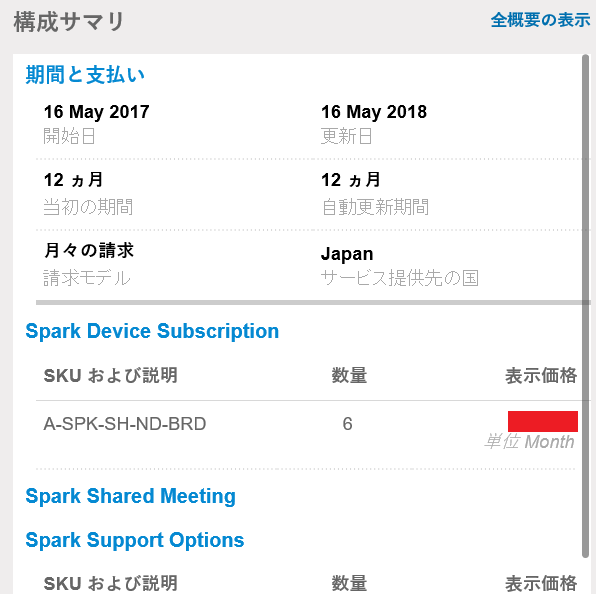 構成サマリ
全概要の表示
期間と支払い
16 May 2017
16 May 2018
開始日
更新日
12 ヵ月
12 ヵ月
当初の期間
自動更新期間
月々の請求
Japan
請求モデル
サービス提供先の国
Spark Device Subscription
SKU および説明 数量 表示価格
A-SPK-SH-ND-BRD 6
単位 Month
Spark Shared Meeting
Spark Support Options
SKU および説明 数量 表示価格